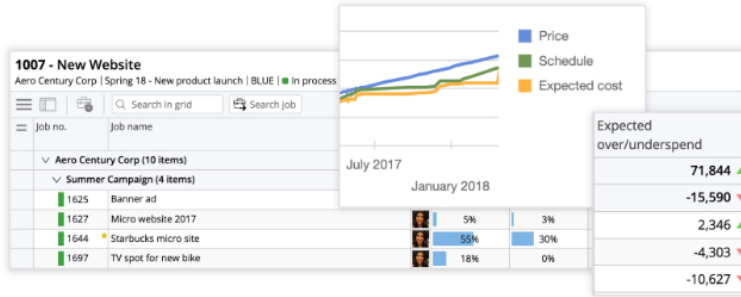 1007 - New Website
Aero Century Corp | Spring 18 - New product launch | BLUE | In process
Search in grid
Search job
Job no.
Job name
Aero Century Corp (10 items)
Summer Campaign (4 items)
1625 Banner ad
1627 Micro website 2017 5% 3%
1644 Starbucks micro site 55% 30%
1697 TV spot for new bike 18% 0%
Price
Schedule
Expected cost
July 2017
January 2018
Expected
over/underspend
71,844
-15,590
2,346
-4,303
-10,627